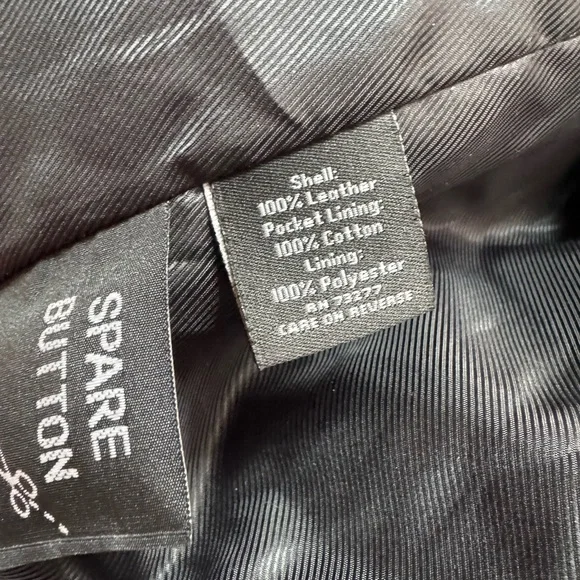 Shell:
100% Leather
Pocket Lining:
100% Cotton
Lining:
100% Polyester
RN 73277
CARE ON REVERSE
SPARE
BUTTON